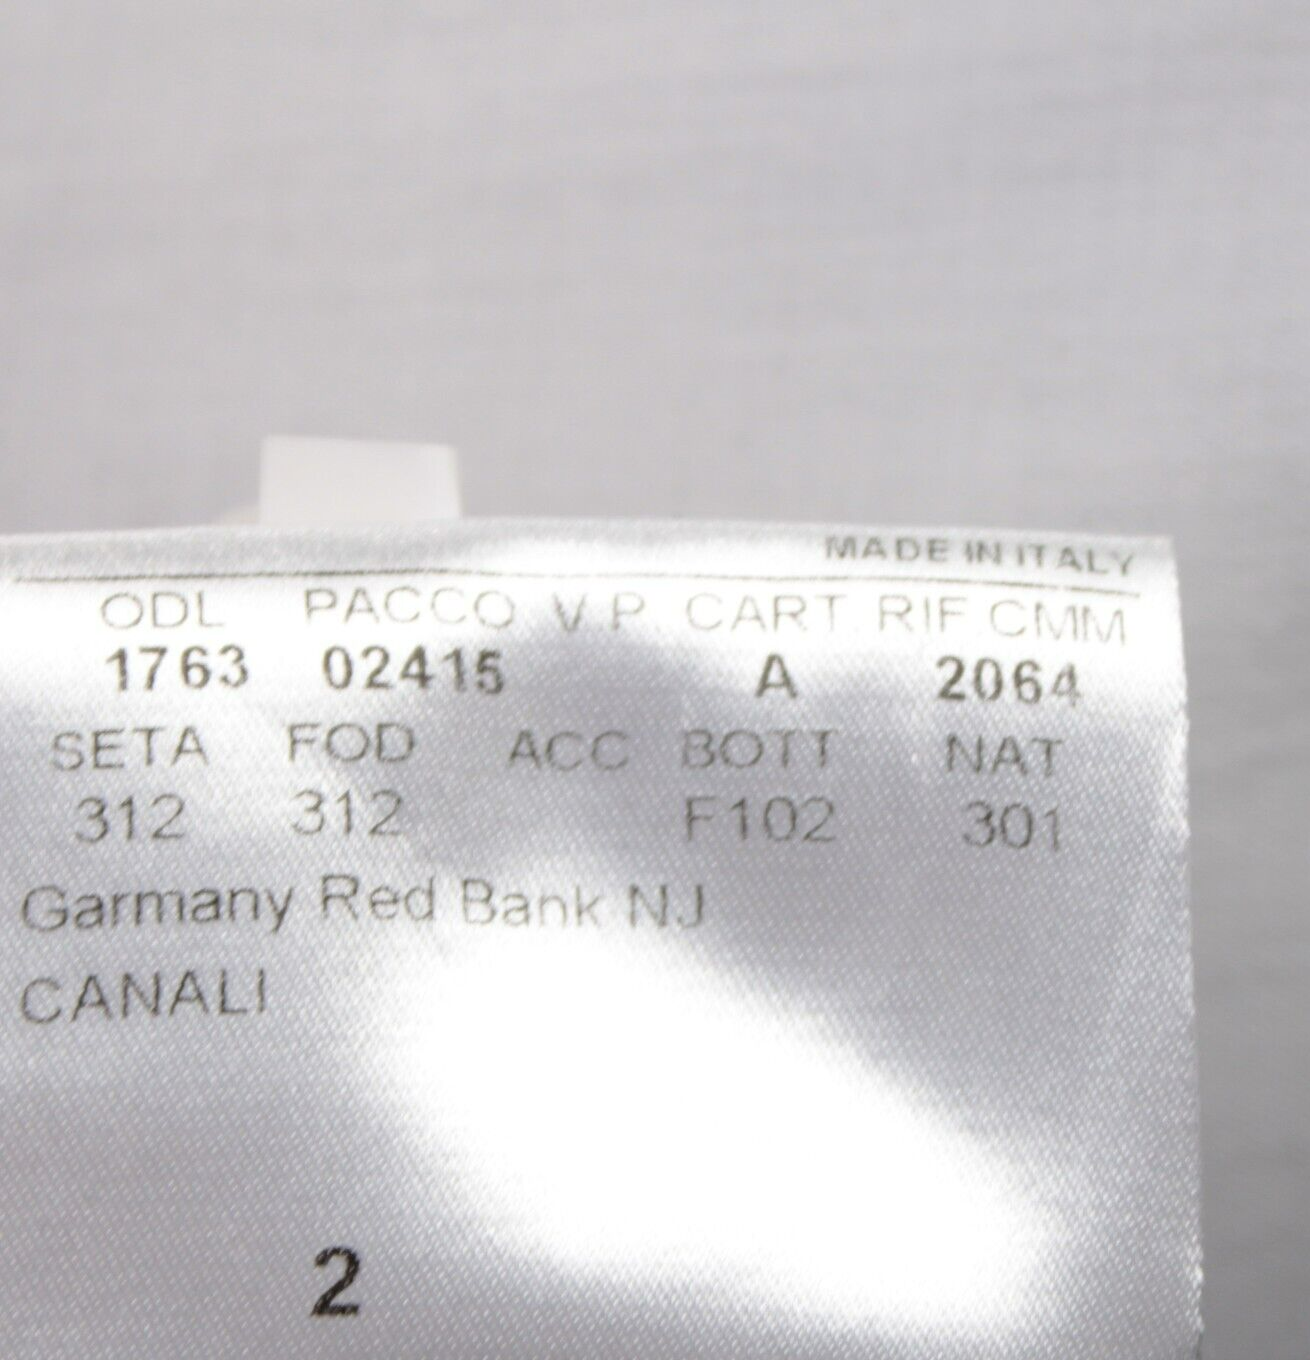 MADE IN ITALY
ODL PACCO V.P. CART. RIF.CMM
1763 02415 A 2064
SETA FOD ACC BOTT NAT
312 312 F102 301
Garmany Red Bank NJ
CANALI
2